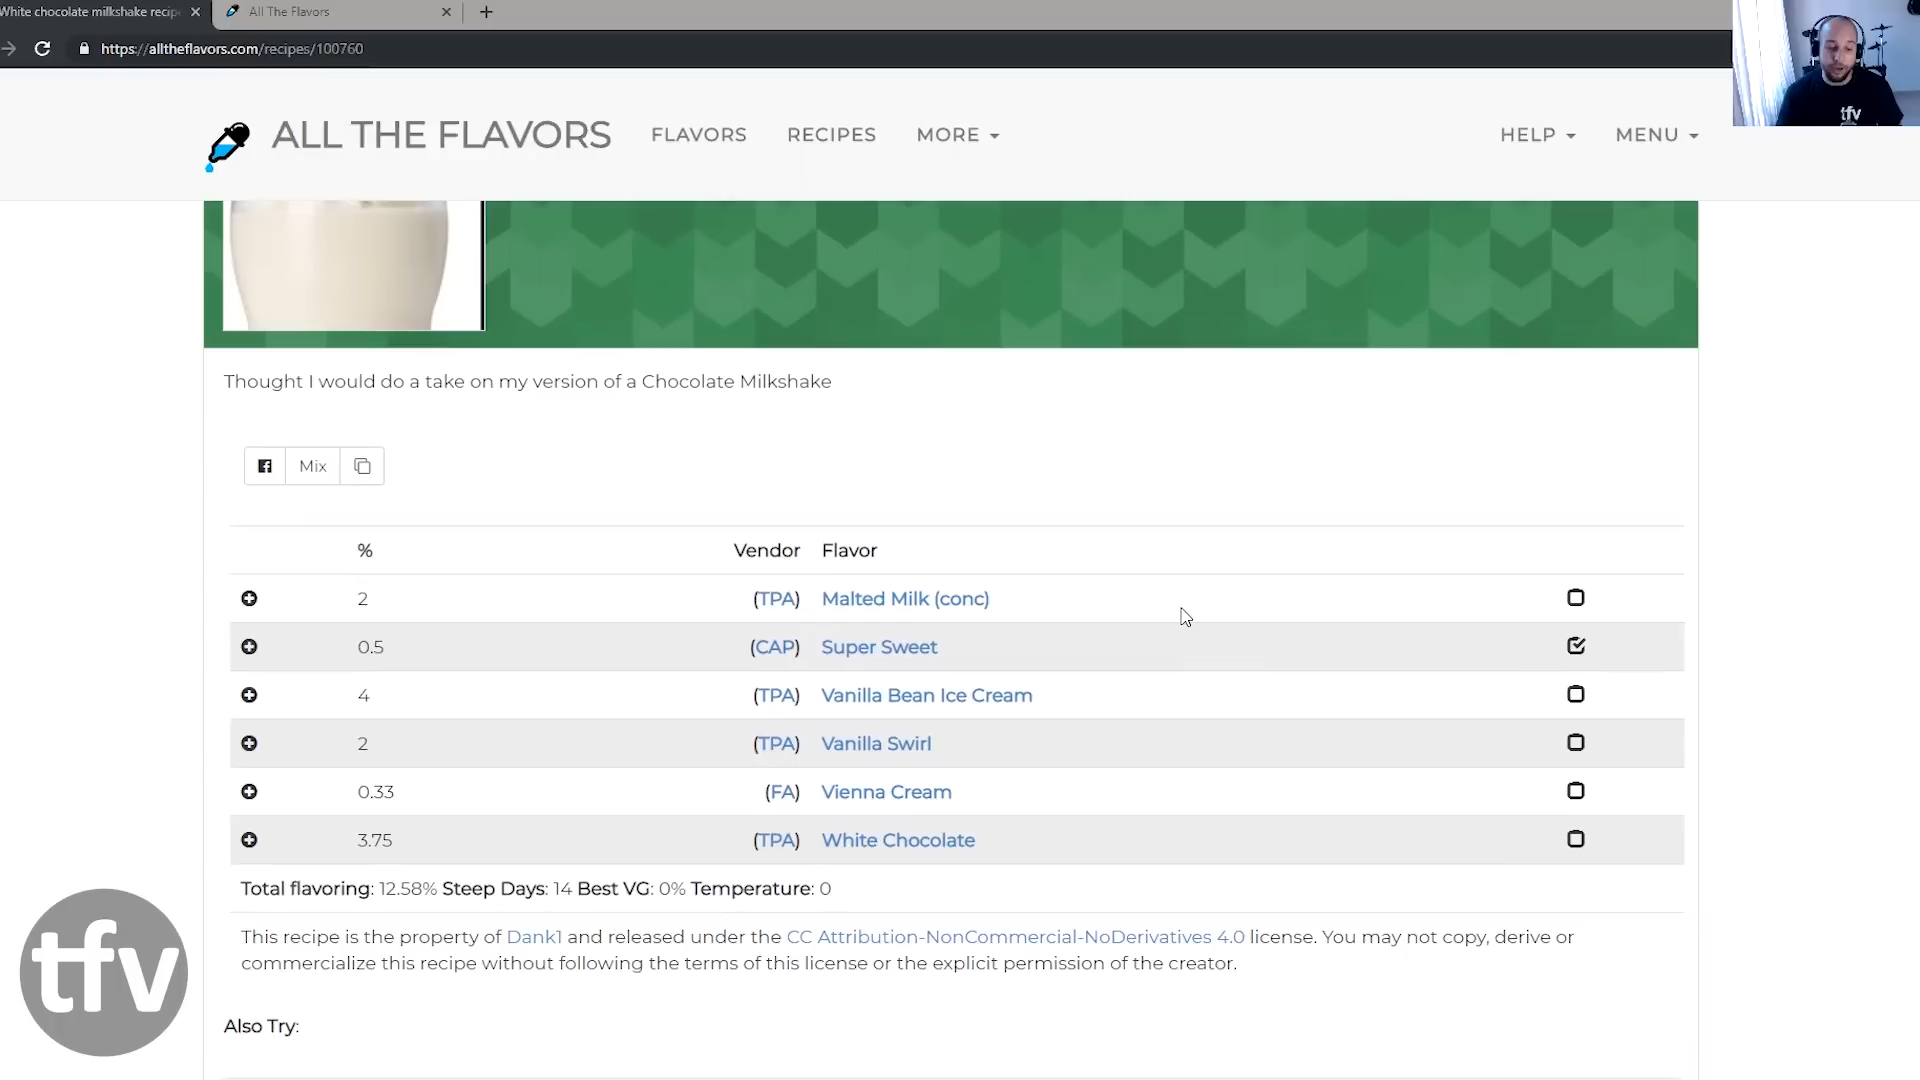 White chocolate milkshake recip
All The Flavors
https://alltheflavors.com/recipes/100760
ALL THE FLAVORS
FLAVORS
RECIPES
MORE
HELP
MENU
tfv
Thought I would do a take on my version of a Chocolate Milkshake
Mix
% Vendor Flavor
2 (TPA) Malted Milk (conc)
0.5 (CAP) Super Sweet
4 (TPA) Vanilla Bean Ice Cream
2 (TPA) Vanilla Swirl
0.33 (FA) Vienna Cream
3.75 (TPA) White Chocolate
Total flavoring: 12.58% Steep Days: 14 Best VG: 0% Temperature: 0
This recipe is the property of Dank1 and released under the CC Attribution-NonCommercial-NoDerivatives 4.0 license. You may not copy, derive or
commercialize this recipe without following the terms of this license or the explicit permission of the creator.
tfv
Also Try: